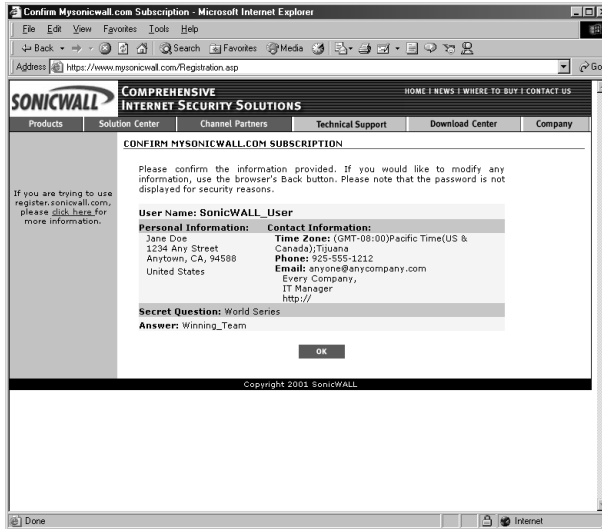 Confirm Mysonicwall.com Subscription - Microsoft Internet Explorer
File Edit View Favorites Tools Help
Back Search Favorites Media
Address https://www.mysonicwall.com/Registration.asp Go
SONICWALL
COMPREHENSIVE
INTERNET SECURITY SOLUTIONS
HOME | NEWS | WHERE TO BUY | CONTACT US
Products Solution Center Channel Partners Technical Support Download Center Company
CONFIRM MYSONICWALL.COM SUBSCRIPTION
Please confirm the information provided. If you would like to modify any
information, use the browser's Back button. Please note that the password is not
displayed for security reasons.
If you are trying to use
register.sonicwall.com,
please click here for
more information.
User Name: SonicWALL_User
Personal Information: Contact Information:
Jane Doe
1234 Any Street
Anytown, CA, 94588
United States
Time Zone: (GMT-08:00)Pacific Time(US &
Canada);Tijuana
Phone: 925-555-1212
Email: anyone@anycompany.com
Every Company,
IT Manager
http://
Secret Question: World Series
Answer: Winning_Team
OK
Copyright 2001 SonicWALL
Done Internet